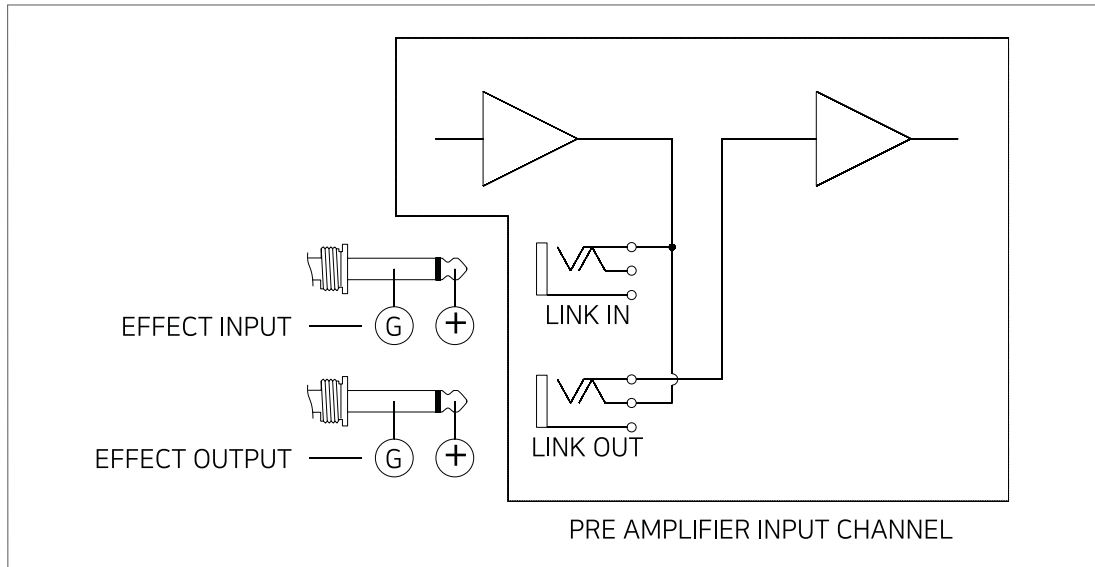 LINK IN
EFFECT INPUT G +
LINK OUT
EFFECT OUTPUT G +
PRE AMPLIFIER INPUT CHANNEL